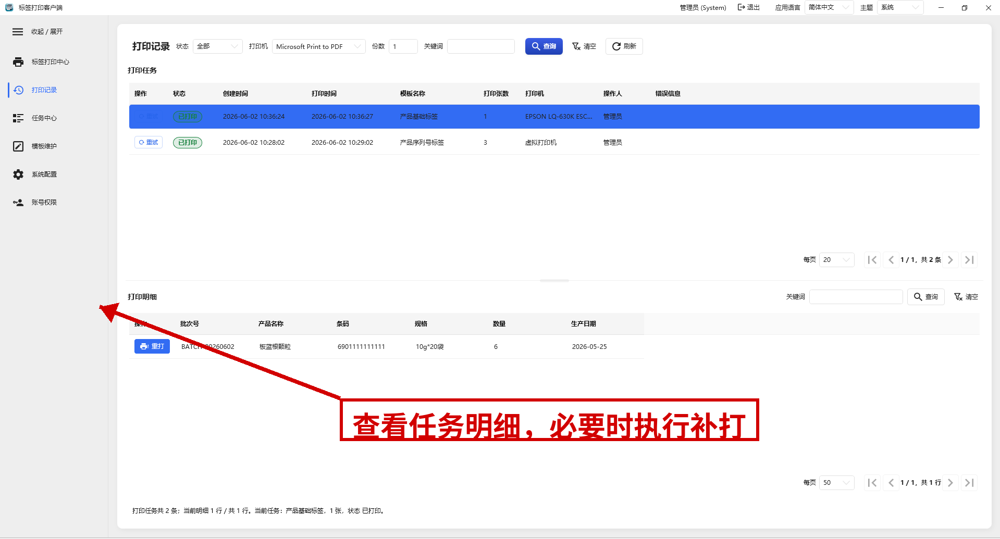 标签打印客户端
管理员 (System) 退出 应用语言 简体中文 主题 系统
收起 / 展开
标签打印中心
打印记录
任务中心
模板维护
系统配置
账号权限
打印记录 状态 全部 打印机 Microsoft Print to PDF 份数 1 关键词 查询 清空 刷新
打印任务
操作 状态 创建时间 打印时间 模板名称 打印张数 打印机 操作人 错误信息
重试 已打印 2026-06-02 10:36:24 2026-06-02 10:36:27 产品基础标签 1 EPSON LQ-630K ESC... 管理员
重试 已打印 2026-06-02 10:28:02 2026-06-02 10:29:02 产品序列号标签 3 虚拟打印机 管理员
每页 20 1 / 1，共 2 条
打印明细 关键词 查询 清空
操作 批次号 产品名称 条码 规格 数量 生产日期
重打 板蓝根颗粒 6901111111111 10g*20袋 6 2026-05-25
查看任务明细，必要时执行补打
每页 50 1 / 1，共 1 行
打印任务共 2 条；当前明细 1 行 / 共 1 行。当前任务：产品基础标签，1 张，状态 已打印。